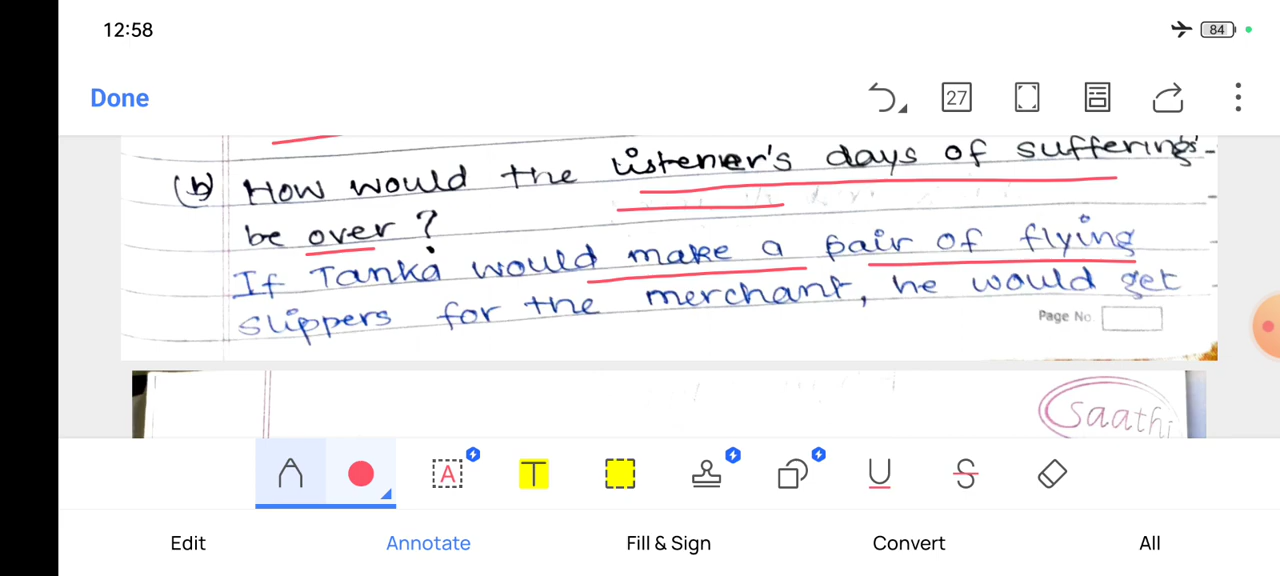 12:58
84
Done
27
(b) How would the listener's days of sufferings
be over?
If Tanka would make a pair of flying
slippers for the merchant, he would get
Page No.
Saathi
A
T
U
S
Edit
Annotate
Fill & Sign
Convert
All